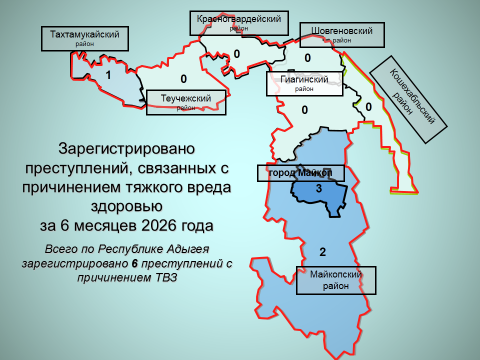 Красногвардейский
район
Тахтамукайский
район
Шовгеновский
район
0
0
1
0
Гиагинский
район
Кошехабльский
район
Теучежский
район
0
0
Зарегистрировано
преступлений, связанных с
причинением тяжкого вреда
здоровью
за 6 месяцев 2026 года
город Майкоп
3
Всего по Республике Адыгея
зарегистрировано 6 преступлений с
причинением ТВЗ
2
Майкопский
район